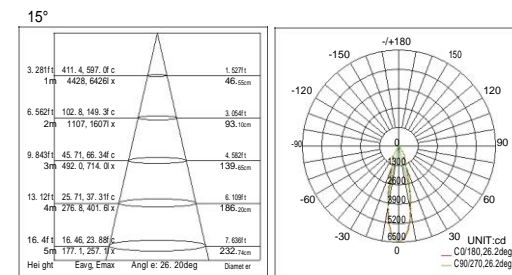 15°
3.281ft 411.4, 597.0fc 1.527ft
1m 4428, 6426lx 46.55cm
6.562ft 102.8, 149.3fc 3.054ft
2m 1107, 1607lx 93.10cm
9.843ft 45.71, 66.34fc 4.582ft
3m 492.0, 714.0lx 139.65cm
13.12ft 25.71, 37.31fc 6.109ft
4m 276.8, 401.6lx 186.20cm
16.4ft 16.46, 23.88fc 7.636ft
5m 177.1, 257.1lx 232.74cm
Height Eavg, Emax Angle: 26.20deg Diameter
-/+180
-150 150
-120 120
-90 90
-60 60
-30 30
0
0
1300
2600
3900
5200
6500
UNIT:cd
C0/180,26.2deg
C90/270,26.2deg